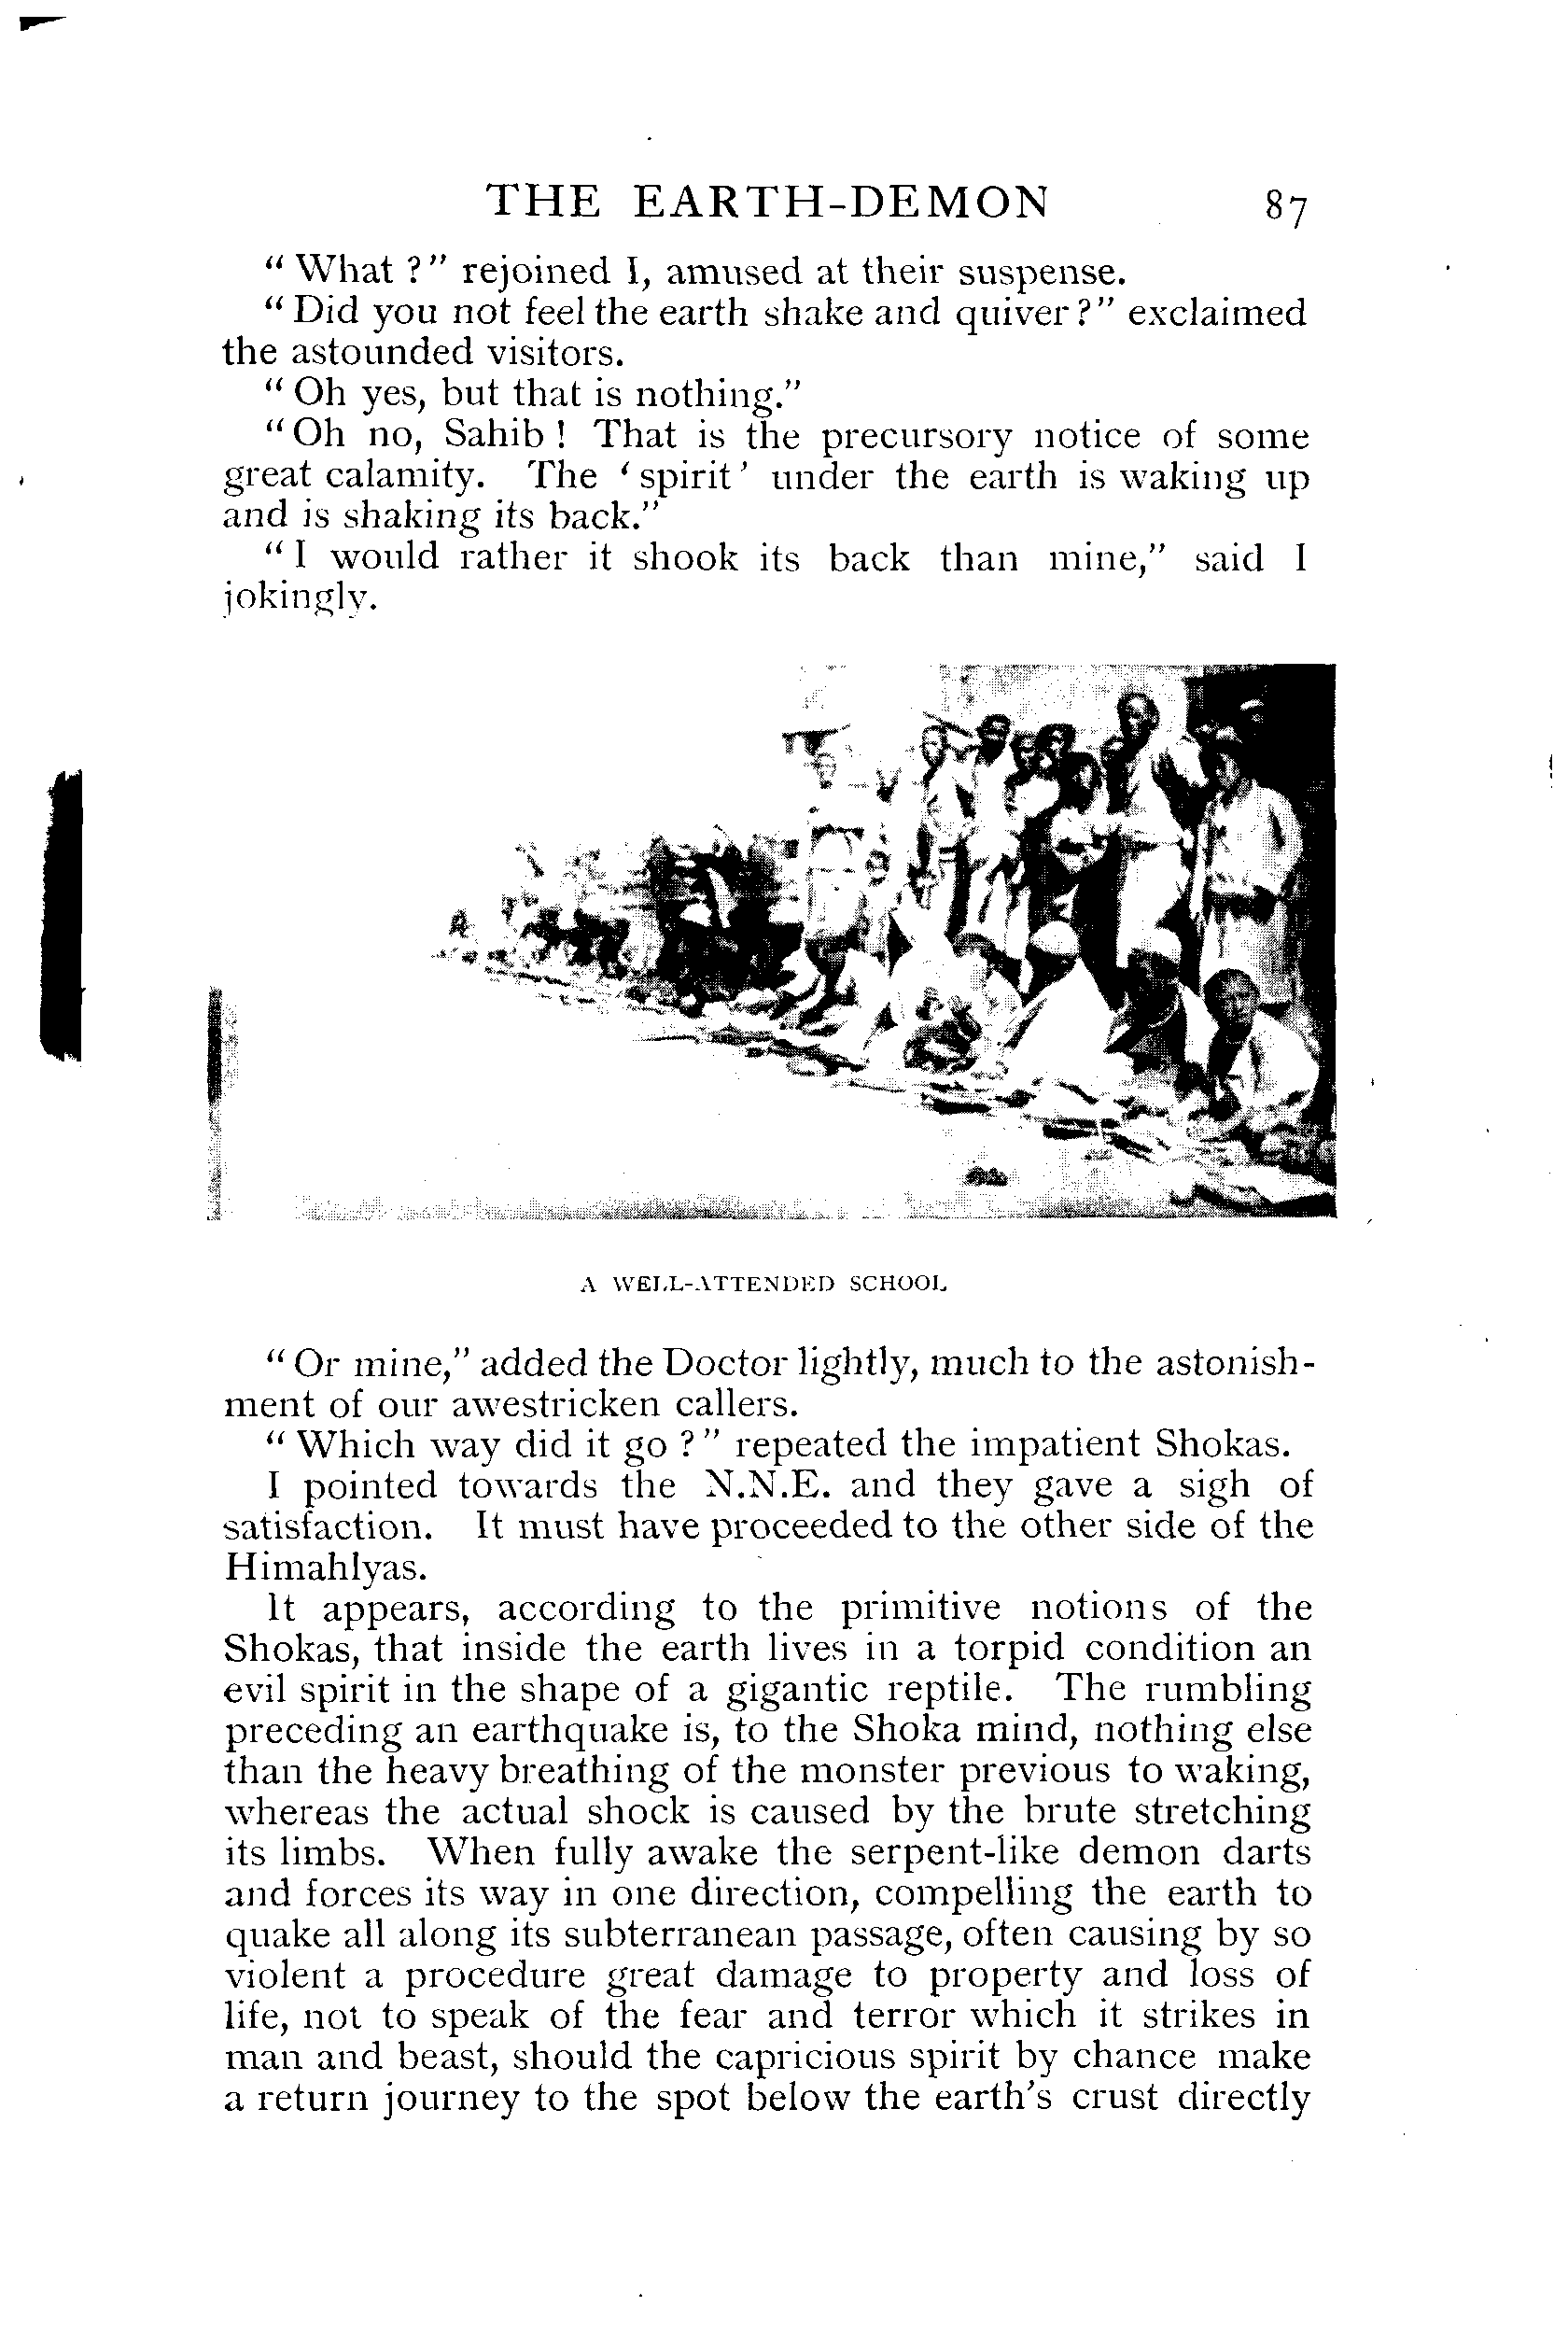 THE EARTH-DEMON 87
“ What ? ” rejoined I, amused at their suspense.
“ Did you not feel the earth shake and quiver ? ” exclaimed
the astounded visitors.
“ Oh yes, but that is nothing.”
“ Oh no, Sahib ! That is the precursory notice of some
great calamity. The ‘ spirit ’ under the earth is waking up
and is shaking its back.”
“ I would rather it shook its back than mine,” said I
jokingly.
A WELL-ATTENDED SCHOOL
“ Or mine,” added the Doctor lightly, much to the astonish-
ment of our awestricken callers.
“ Which way did it go ? ” repeated the impatient Shokas.
I pointed towards the N.N.E. and they gave a sigh of
satisfaction. It must have proceeded to the other side of the
Himahlyas.
It appears, according to the primitive notions of the
Shokas, that inside the earth lives in a torpid condition an
evil spirit in the shape of a gigantic reptile. The rumbling
preceding an earthquake is, to the Shoka mind, nothing else
than the heavy breathing of the monster previous to waking,
whereas the actual shock is caused by the brute stretching
its limbs. When fully awake the serpent-like demon darts
and forces its way in one direction, compelling the earth to
quake all along its subterranean passage, often causing by so
violent a procedure great damage to property and loss of
life, not to speak of the fear and terror which it strikes in
man and beast, should the capricious spirit by chance make
a return journey to the spot below the earth’s crust directly